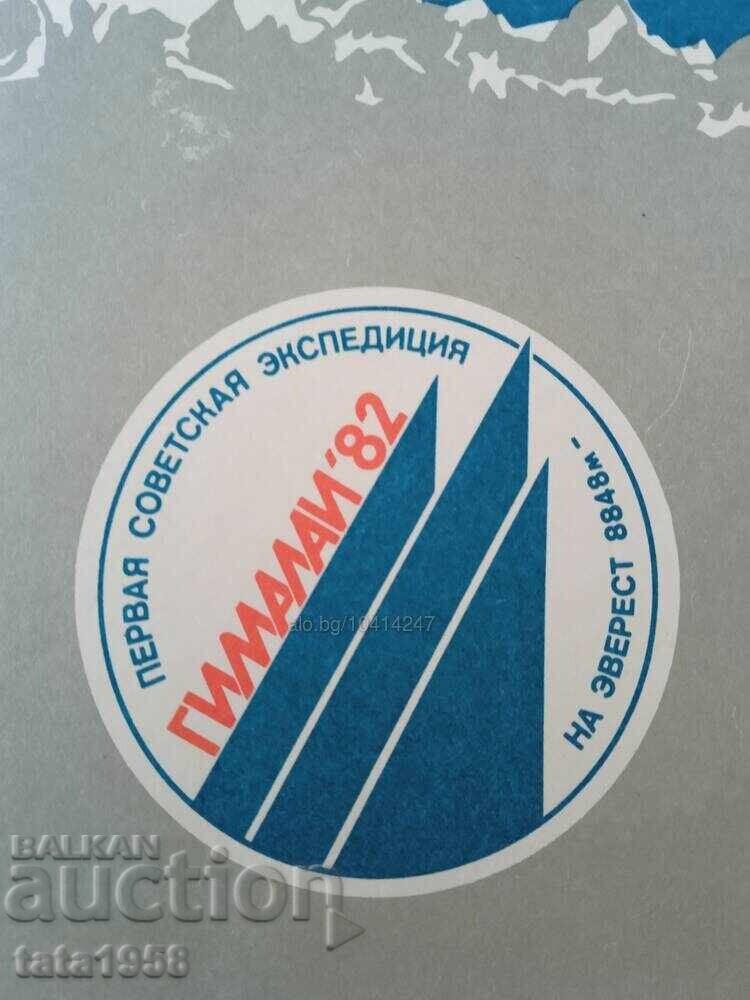 ПЕРВАЯ СОВЕТСКАЯ ЭКСПЕДИЦИЯ
ГИМАЛАИ'82
НА ЭВЕРЕСТ 8848м-
alo.bg/10414247
BALKAN
auction
tata1958